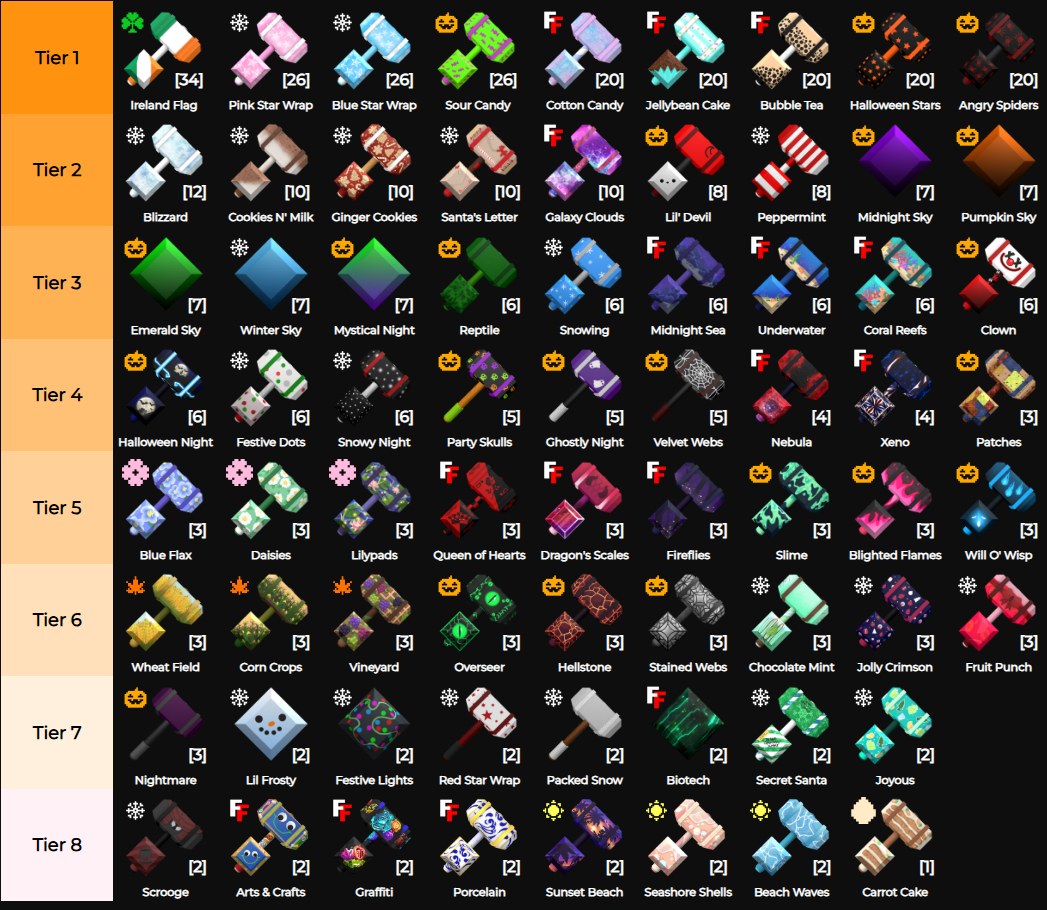 Tier 1
[34] [26] [26] [26] [20] [20] [20] [20] [20]
Ireland Flag Pink Star Wrap Blue Star Wrap Sour Candy Cotton Candy Jellybean Cake Bubble Tea Halloween Stars Angry Spiders
Tier 2
[12] [10] [10] [10] [10] [8] [8] [7] [7]
Blizzard Cookies N' Milk Ginger Cookies Santa's Letter Galaxy Clouds Lil' Devil Peppermint Midnight Sky Pumpkin Sky
Tier 3
[7] [7] [7] [6] [6] [6] [6] [6] [6]
Emerald Sky Winter Sky Mystical Night Reptile Snowing Midnight Sea Underwater Coral Reefs Clown
Tier 4
[6] [6] [6] [5] [5] [5] [4] [4] [3]
Halloween Night Festive Dots Snowy Night Party Skulls Ghostly Night Velvet Webs Nebula Xeno Patches
Tier 5
[3] [3] [3] [3] [3] [3] [3] [3] [3]
Blue Flax Daisies Lilypads Queen of Hearts Dragon's Scales Fireflies Slime Blighted Flames Will O' Wisp
Tier 6
[3] [3] [3] [3] [3] [3] [3] [3] [3]
Wheat Field Corn Crops Vineyard Overseer Hellstone Stained Webs Chocolate Mint Jolly Crimson Fruit Punch
Tier 7
[3] [2] [2] [2] [2] [2] [2] [2]
Nightmare Lil Frosty Festive Lights Red Star Wrap Packed Snow Biotech Secret Santa Joyous
Tier 8
[2] [2] [2] [2] [2] [2] [2] [1]
Scrooge Arts & Crafts Graffiti Porcelain Sunset Beach Seashore Shells Beach Waves Carrot Cake